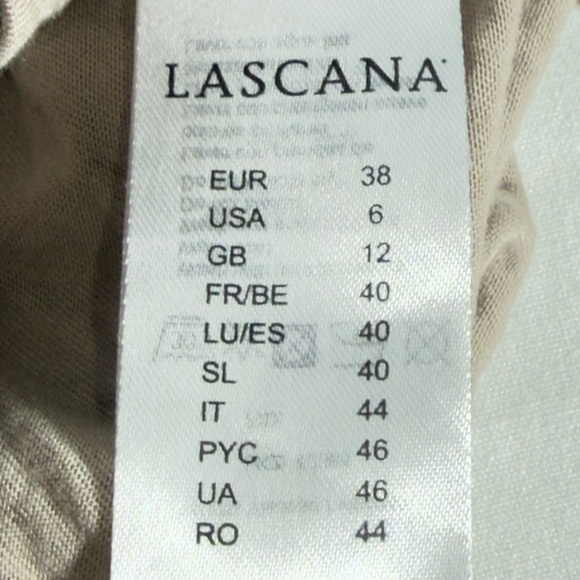 LASCANA
EUR 38
USA 6
GB 12
FR/BE 40
LU/ES 40
SL 40
IT 44
PYC 46
UA 46
RO 44